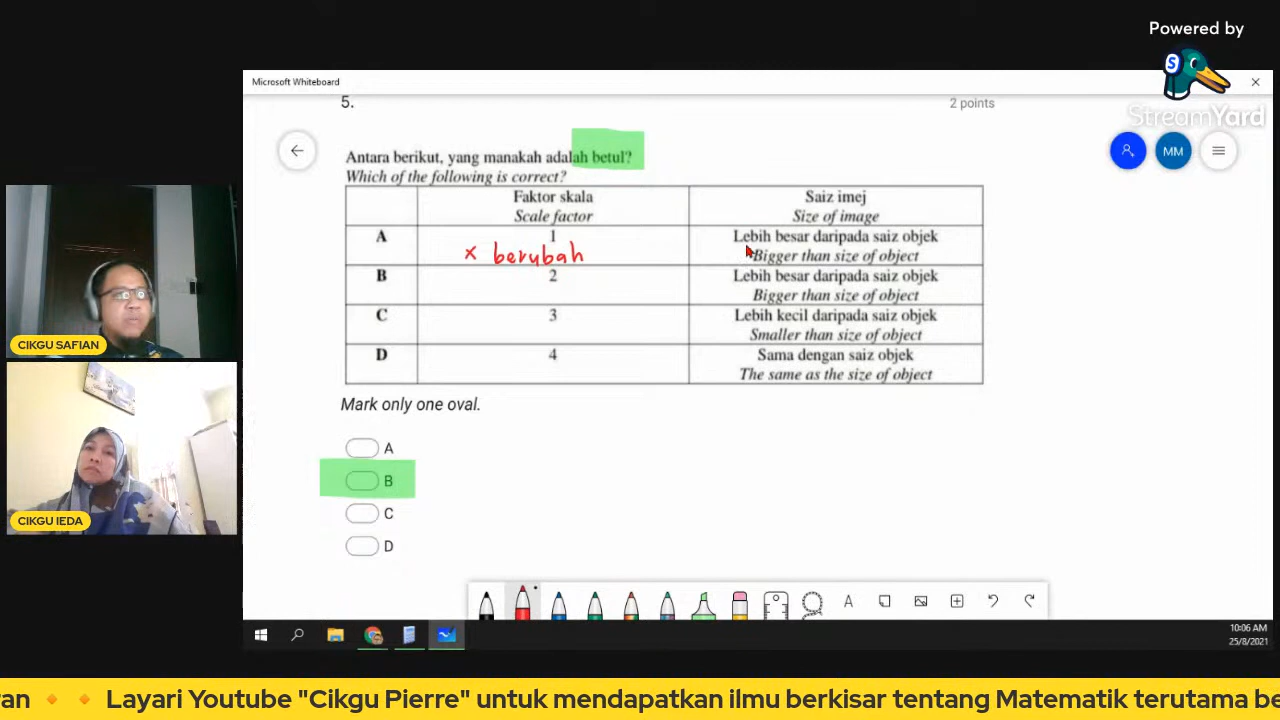 Powered by
S
StreamYard
Microsoft Whiteboard
5.
2 points
MM
Antara berikut, yang manakah adalah betul?
Which of the following is correct?
Faktor skala
Scale factor
Saiz imej
Size of image
A
1
× berubah
Lebih besar daripada saiz objek
Bigger than size of object
B
2
Lebih besar daripada saiz objek
Bigger than size of object
C
3
Lebih kecil daripada saiz objek
Smaller than size of object
D
4
Sama dengan saiz objek
The same as the size of object
Mark only one oval.
A
B
C
D
CIKGU SAFIAN
CIKGU IEDA
A
10:06 AM
25/8/2021
ran 🔸 🔸 Layari Youtube "Cikgu Pierre" untuk mendapatkan ilmu berkisar tentang Matematik terutama be